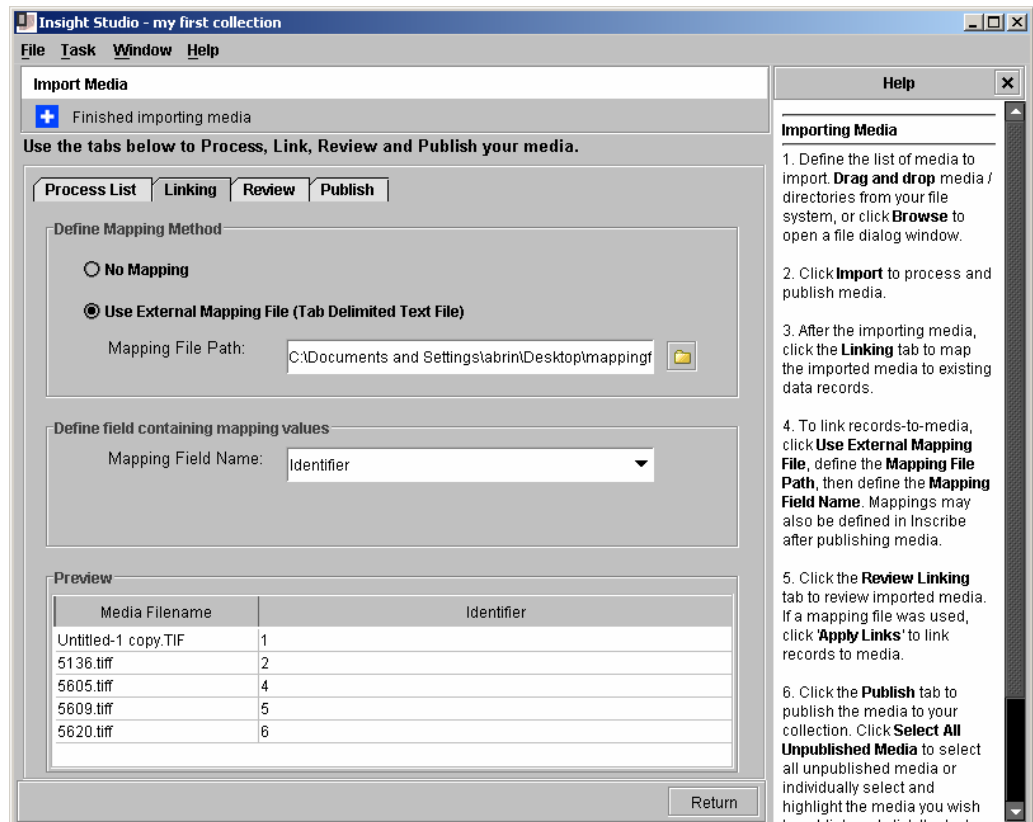 Insight Studio - my first collection
File Task Window Help
Import Media
Finished importing media
Use the tabs below to Process, Link, Review and Publish your media.
Process List Linking Review Publish
Define Mapping Method
No Mapping
Use External Mapping File (Tab Delimited Text File)
Mapping File Path: C:\Documents and Settings\abrin\Desktop\mappingf
Define field containing mapping values
Mapping Field Name: Identifier
Preview
Media Filename Identifier
Untitled-1 copy.TIF 1
5136.tiff 2
5605.tiff 4
5609.tiff 5
5620.tiff 6
Return
Help
Importing Media
1. Define the list of media to
import. Drag and drop media /
directories from your file
system, or click Browse to
open a file dialog window.
2. Click Import to process and
publish media.
3. After the importing media,
click the Linking tab to map
the imported media to existing
data records.
4. To link records-to-media,
click Use External Mapping
File, define the Mapping File
Path, then define the Mapping
Field Name. Mappings may
also be defined in Inscribe
after publishing media.
5. Click the Review Linking
tab to review imported media.
If a mapping file was used,
click 'Apply Links' to link
records to media.
6. Click the Publish tab to
publish the media to your
collection. Click Select All
Unpublished Media to select
all unpublished media or
individually select and
highlight the media you wish